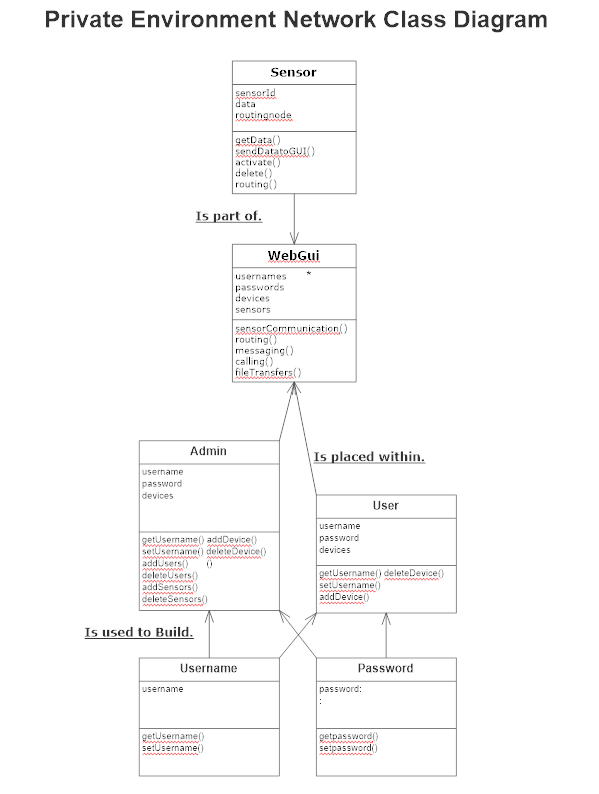 Private Environment Network Class Diagram
Sensor
sensorId
data
routingnode
getData()
sendDatatoGUI()
activate()
delete()
routing()
Is part of.
WebGui
usernames *
passwords
devices
sensors
sensorCommunication()
routing()
messaging()
calling()
fileTransfers()
Admin
username
password
devices
getUsername() addDevice()
setUsername() deleteDevice()
addUsers() ()
deleteUsers()
addSensors()
deleteSensors()
Is placed within.
User
username
password
devices
getUsername() deleteDevice()
setUsername()
addDevice()
Is used to Build.
Username
username
getUsername()
setUsername()
Password
password:
:
getpassword()
setpassword()